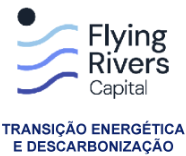 Flying
Rivers
Capital
TRANSIÇÃO ENERGÉTICA
E DESCARBONIZAÇÃO